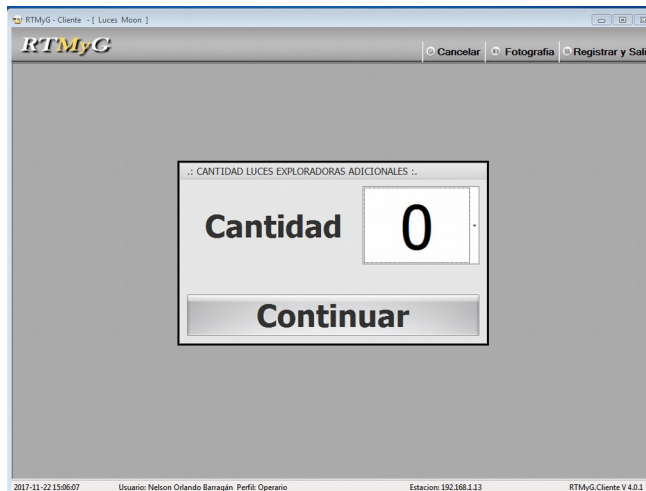 RTMyG - Cliente - [ Luces Moon ]
RTMyG
Cancelar Fotografia Registrar y Sali
.: CANTIDAD LUCES EXPLORADORAS ADICIONALES :.
Cantidad 0
Continuar
2017-11-22 15:06:07 Usuario: Nelson Orlando Barragán Perfil: Operario Estacion: 192.168.1.13 RTMyG.Cliente V 4.0.1